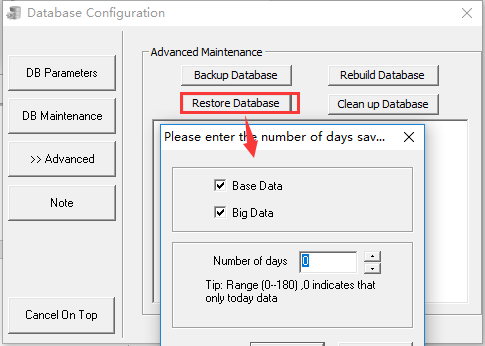 Database Configuration
Advanced Maintenance
DB Parameters
Backup Database
Rebuild Database
Restore Database
Clean up Database
DB Maintenance
>> Advanced
Note
Cancel On Top
Please enter the number of days sav...
Base Data
Big Data
Number of days
0
Tip: Range (0--180) ,0 indicates that
only today data